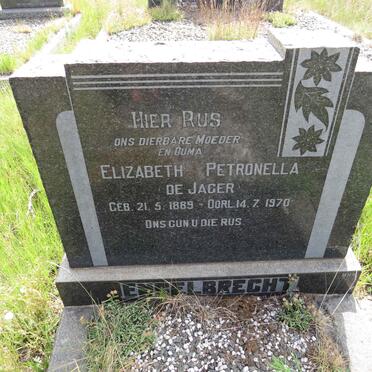 HIER RUS
ONS DIERBARE MOEDER
EN OUMA
ELIZABETH PETRONELLA
DE JAGER
GEB. 21.5.1889 - OORL. 14.7.1970
ONS GUN U DIE RUS.
ENGELBRECHT